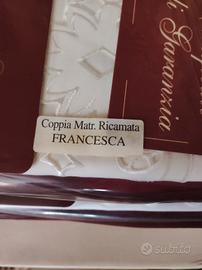 di Garanzia
Coppia Matr. Ricamata
FRANCESCA
subito